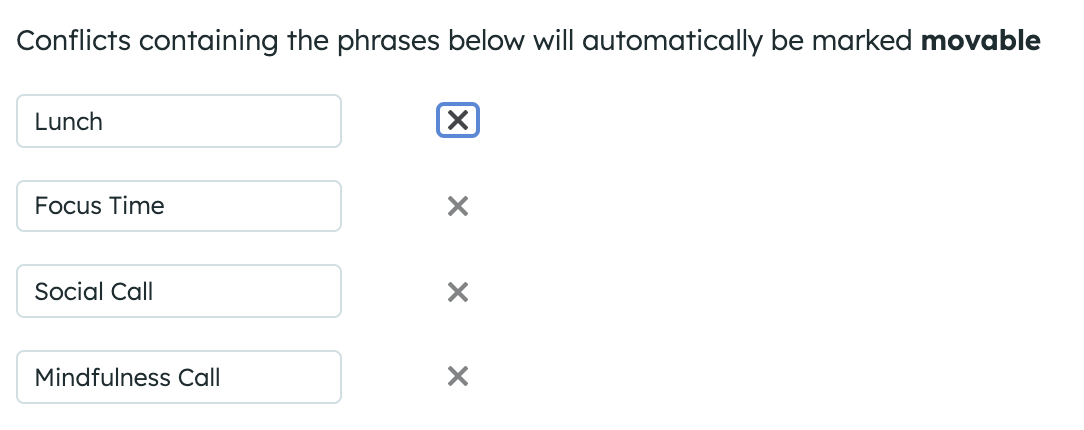 Conflicts containing the phrases below will automatically be marked movable
Lunch
Focus Time
Social Call
Mindfulness Call